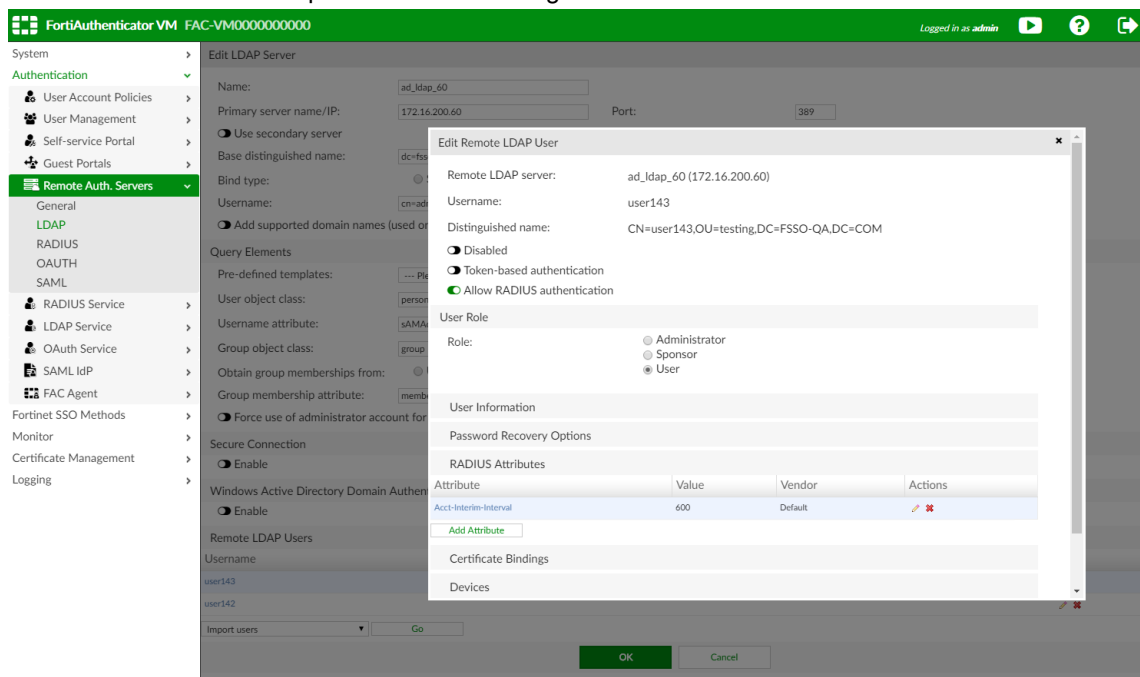 FortiAuthenticator VM FAC-VM0000000000
Logged in as admin
System
Authentication
User Account Policies
User Management
Self-service Portal
Guest Portals
Remote Auth. Servers
General
LDAP
RADIUS
OAUTH
SAML
RADIUS Service
LDAP Service
OAuth Service
SAML IdP
FAC Agent
Fortinet SSO Methods
Monitor
Certificate Management
Logging
Edit LDAP Server
Name: ad_ldap_60
Primary server name/IP: 172.16.200.60 Port: 389
Use secondary server
Base distinguished name: dc=fss
Bind type:
Username: cn=adr
Add supported domain names (used or
Query Elements
Pre-defined templates: --- Ple
User object class: person
Username attribute: sAMA
Group object class: group
Obtain group memberships from:
Group membership attribute: memb
Force use of administrator account for
Secure Connection
Enable
Windows Active Directory Domain Authen
Enable
Remote LDAP Users
Username
user143
user142
Import users Go
OK Cancel
Edit Remote LDAP User
Remote LDAP server: ad_ldap_60 (172.16.200.60)
Username: user143
Distinguished name: CN=user143,OU=testing,DC=FSSO-QA,DC=COM
Disabled
Token-based authentication
Allow RADIUS authentication
User Role
Role: Administrator
Sponsor
User
User Information
Password Recovery Options
RADIUS Attributes
Attribute Value Vendor Actions
Acct-Interim-Interval 600 Default
Add Attribute
Certificate Bindings
Devices